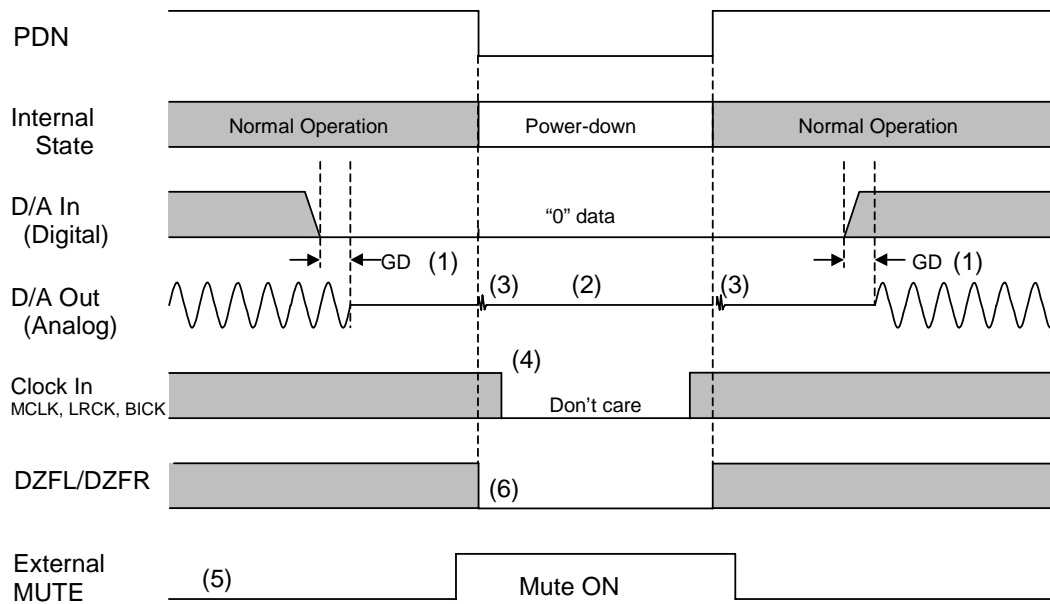 PDN
Internal
State
Normal Operation
Power-down
Normal Operation
D/A In
(Digital)
"0" data
GD (1)
GD (1)
D/A Out
(Analog)
(3)
(2)
(3)
Clock In
MCLK, LRCK, BICK
(4)
Don't care
DZFL/DZFR
(6)
External
MUTE
(5)
Mute ON